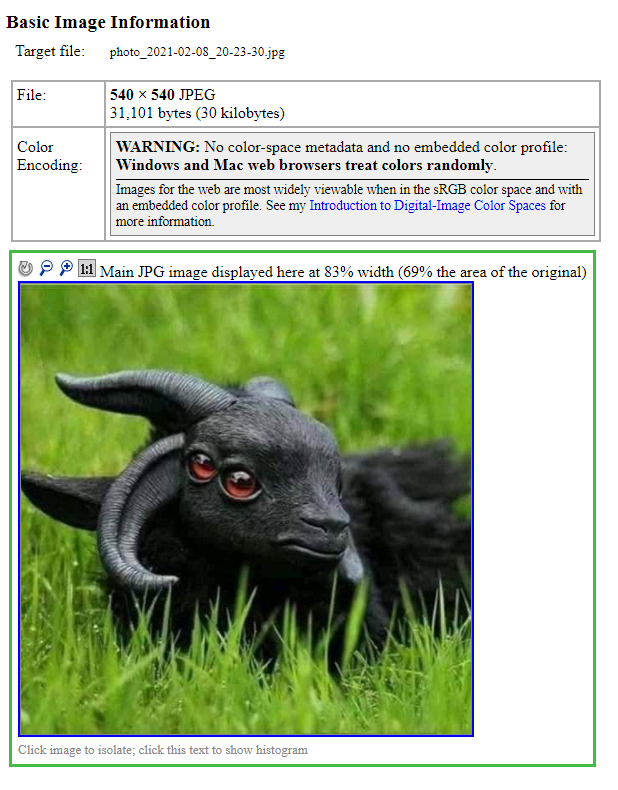 Basic Image Information
Target file: photo_2021-02-08_20-23-30.jpg
File: 540 × 540 JPEG
31,101 bytes (30 kilobytes)
Color Encoding: WARNING: No color-space metadata and no embedded color profile:
Windows and Mac web browsers treat colors randomly.
Images for the web are most widely viewable when in the sRGB color space and with
an embedded color profile. See my Introduction to Digital-Image Color Spaces for
more information.
1:1 Main JPG image displayed here at 83% width (69% the area of the original)
Click image to isolate; click this text to show histogram